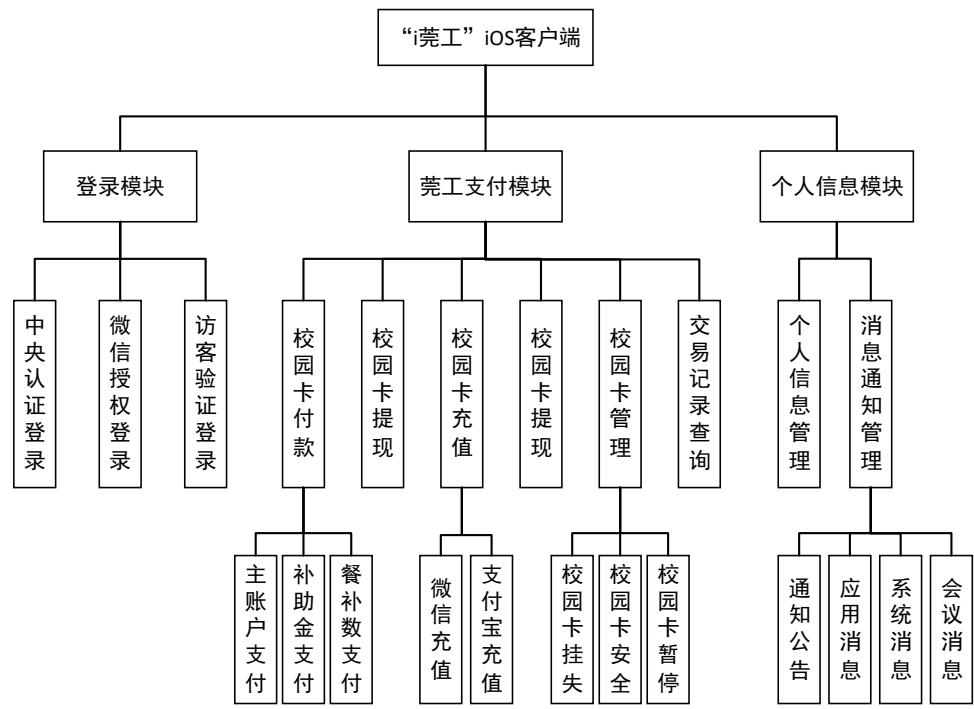 “i莞工”iOS客户端
登录模块
莞工支付模块
个人信息模块
中央认证登录
微信授权登录
访客验证登录
校园卡付款
校园卡提现
校园卡充值
校园卡提现
校园卡管理
交易记录查询
个人信息管理
消息通知管理
主账户支付
补助金支付
餐补数支付
微信充值
支付宝充值
校园卡挂失
校园卡安全
校园卡暂停
通知公告
应用消息
系统消息
会议消息